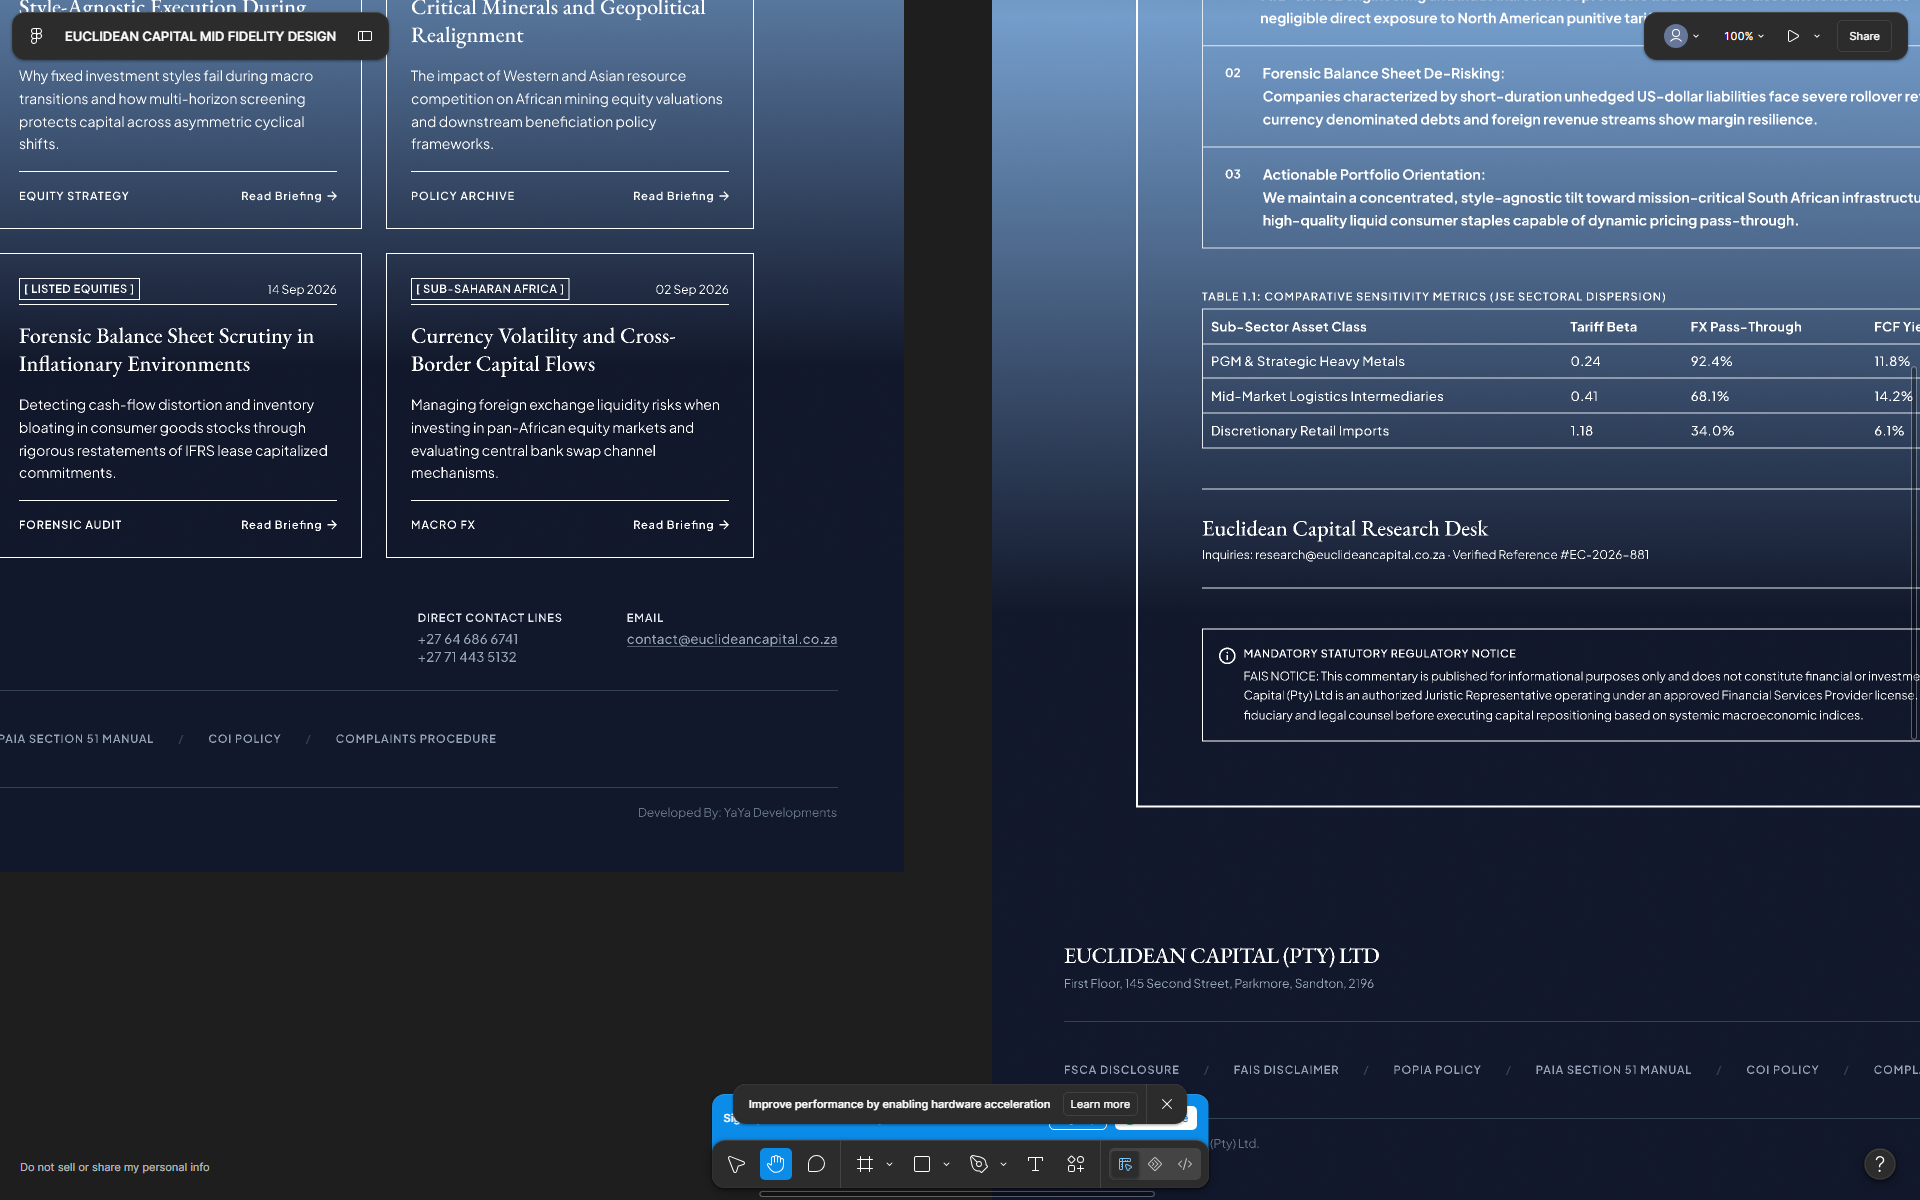 EUCLIDEAN CAPITAL MID FIDELITY DESIGN
100%
Share
Style-Agnostic Execution During
Why fixed investment styles fail during macro
transitions and how multi-horizon screening
protects capital across asymmetric cyclical
shifts.
EQUITY STRATEGY
Read Briefing →
Critical Minerals and Geopolitical
Realignment
The impact of Western and Asian resource
competition on African mining equity valuations
and downstream beneficiation policy
frameworks.
POLICY ARCHIVE
Read Briefing →
[ LISTED EQUITIES ]
14 Sep 2026
Forensic Balance Sheet Scrutiny in
Inflationary Environments
Detecting cash-flow distortion and inventory
bloating in consumer goods stocks through
rigorous restatements of IFRS lease capitalized
commitments.
FORENSIC AUDIT
Read Briefing →
[ SUB-SAHARAN AFRICA ]
02 Sep 2026
Currency Volatility and Cross-
Border Capital Flows
Managing foreign exchange liquidity risks when
investing in pan-African equity markets and
evaluating central bank swap channel
mechanisms.
MACRO FX
Read Briefing →
DIRECT CONTACT LINES
+27 64 686 6741
+27 71 443 5132
EMAIL
contact@euclideancapital.co.za
PAIA SECTION 51 MANUAL / COI POLICY / COMPLAINTS PROCEDURE
Developed By: YaYa Developments
negligible direct exposure to North American punitive
02
Forensic Balance Sheet De-Risking:
Companies characterized by short-duration unhedged US-dollar liabilities face severe rollover
currency denominated debts and foreign revenue streams show margin resilience.
03
Actionable Portfolio Orientation:
We maintain a concentrated, style-agnostic tilt toward mission-critical South African
high-quality liquid consumer staples capable of dynamic pricing pass-through.
TABLE 1.1: COMPARATIVE SENSITIVITY METRICS (JSE SECTORAL DISPERSION)
Sub-Sector Asset Class Tariff Beta FX Pass-Through FCF
PGM & Strategic Heavy Metals 0.24 92.4% 11.8%
Mid-Market Logistics Intermediaries 0.41 68.1% 14.2%
Discretionary Retail Imports 1.18 34.0% 6.1%
Euclidean Capital Research Desk
Inquiries: research@euclideancapital.co.za · Verified Reference #EC-2026-881
MANDATORY STATUTORY REGULATORY NOTICE
FAIS NOTICE: This commentary is published for informational purposes only and does not constitute financial or
Capital (Pty) Ltd is an authorized Juristic Representative operating under an approved Financial Services Provider license.
fiduciary and legal counsel before executing capital repositioning based on systemic macroeconomic indices.
EUCLIDEAN CAPITAL (PTY) LTD
First Floor, 145 Second Street, Parkmore, Sandton, 2196
FSCA DISCLOSURE / FAIS DISCLAIMER / POPIA POLICY / PAIA SECTION 51 MANUAL / COI POLICY /
(Pty) Ltd.
Improve performance by enabling hardware acceleration
Learn more
Do not sell or share my personal info
?